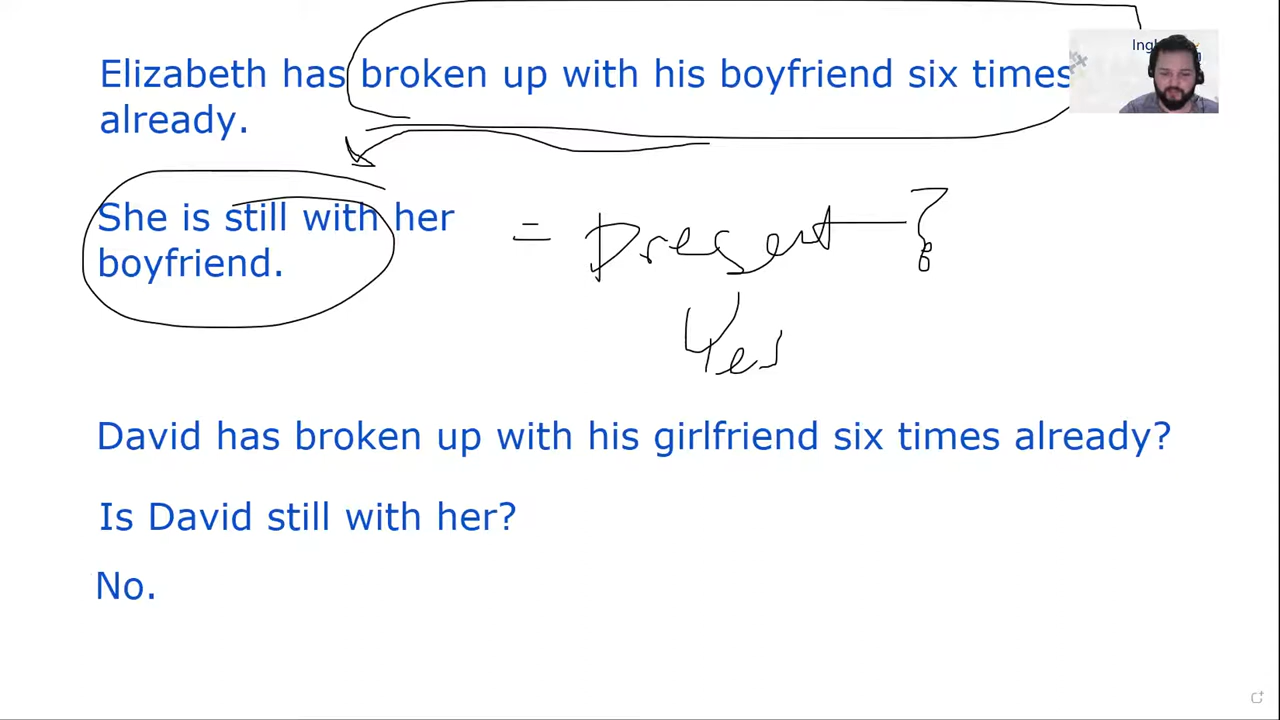 Elizabeth has broken up with his boyfriend six times
already.
She is still with her
boyfriend.
= Present ?
Yes
David has broken up with his girlfriend six times already?
Is David still with her?
No.